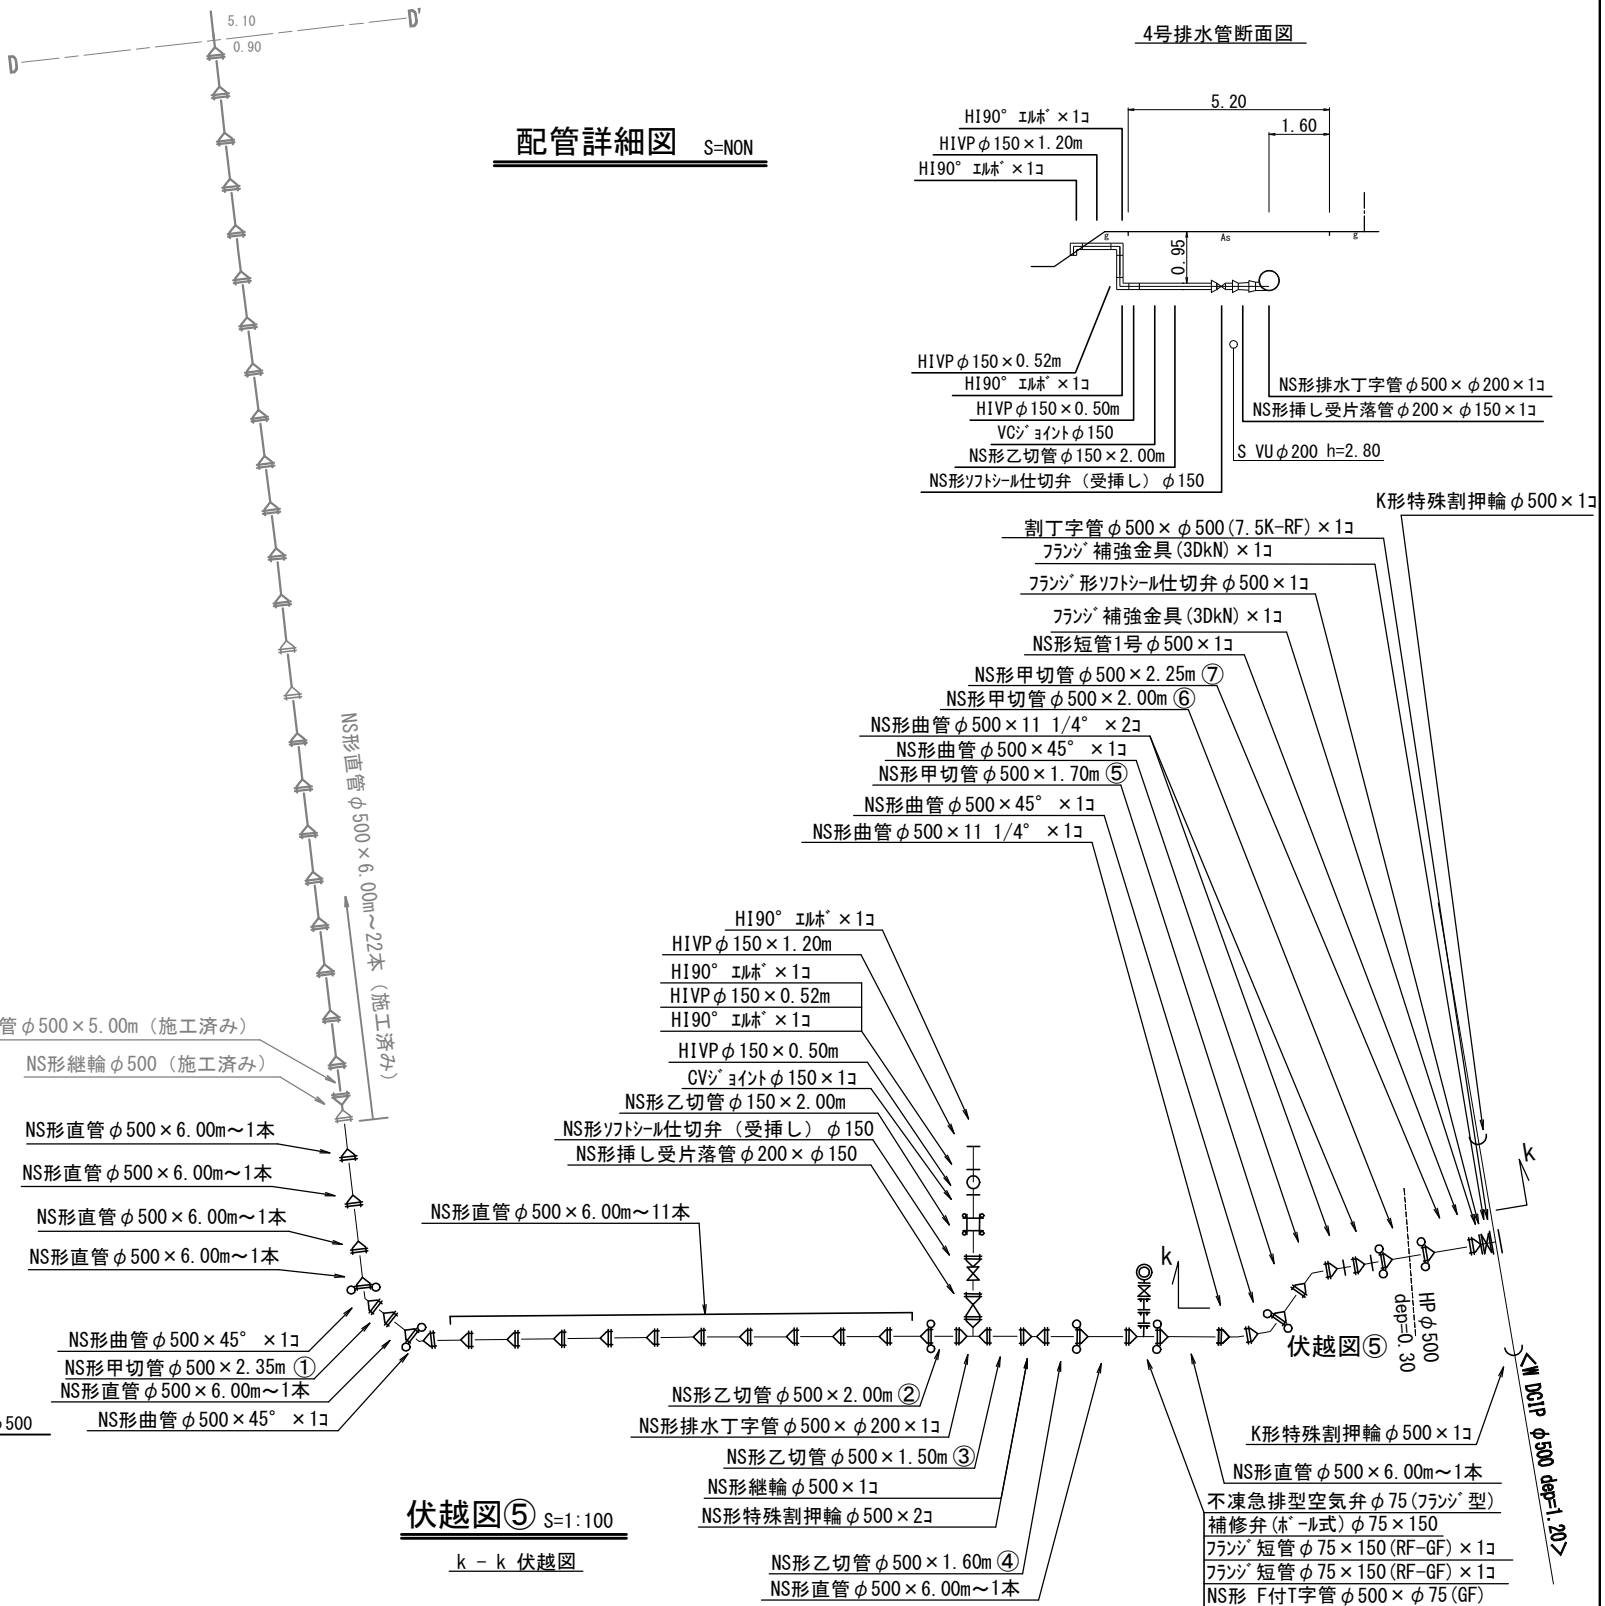 5.10
0.90
D
D'
配管詳細図 S=NON
4号排水管断面図
5.20
1.60
HI90° エルボ×1コ
HIVPφ150×1.20m
HI90° エルボ×1コ
g
As
g
0.95
HIVPφ150×0.52m
HI90° エルボ×1コ
HIVPφ150×0.50m
VCジョイントφ150
NS形乙切管φ150×2.00m
NS形ソフトシール仕切弁（受挿し）φ150
NS形排水丁字管φ500×φ200×1コ
NS形挿し受片落管φ200×φ150×1コ
S VUφ200 h=2.80
K形特殊割押輪φ500×1コ
割丁字管φ500×φ500(7.5K-RF)×1コ
フランジ補強金具(3DkN)×1コ
フランジ形ソフトシール仕切弁φ500×1コ
フランジ補強金具(3DkN)×1コ
NS形短管1号φ500×1コ
NS形甲切管φ500×2.25m ⑦
NS形甲切管φ500×2.00m ⑥
NS形曲管φ500×11 1/4° ×2コ
NS形曲管φ500×45° ×1コ
NS形甲切管φ500×1.70m ⑤
NS形曲管φ500×45° ×1コ
NS形曲管φ500×11 1/4° ×1コ
NS形直管φ500×6.00m～22本 （施工済み）
HI90° エルボ×1コ
HIVPφ150×1.20m
HI90° エルボ×1コ
HIVPφ150×0.52m
HI90° エルボ×1コ
HIVPφ150×0.50m
CVジョイントφ150×1コ
NS形乙切管φ150×2.00m
NS形ソフトシール仕切弁（受挿し）φ150
NS形挿し受片落管φ200×φ150
管φ500×5.00m（施工済み）
NS形継輪φ500（施工済み）
NS形直管φ500×6.00m～1本
NS形直管φ500×6.00m～1本
NS形直管φ500×6.00m～1本
NS形直管φ500×6.00m～1本
NS形直管φ500×6.00m～11本
NS形曲管φ500×45° ×1コ
NS形甲切管φ500×2.35m ①
NS形直管φ500×6.00m～1本
NS形曲管φ500×45° ×1コ
φ500
k
k
伏越図⑤
HPφ500
dep=0.30
<W DCIP φ500 dep=1.20>
NS形乙切管φ500×2.00m ②
NS形排水丁字管φ500×φ200×1コ
NS形乙切管φ500×1.50m ③
NS形継輪φ500×1コ
NS形特殊割押輪φ500×2コ
NS形乙切管φ500×1.60m ④
NS形直管φ500×6.00m～1本
K形特殊割押輪φ500×1コ
NS形直管φ500×6.00m～1本
不凍急排型空気弁φ75(フランジ型)
補修弁(ボール式)φ75×150
フランジ短管φ75×150(RF-GF)×1コ
フランジ短管φ75×150(RF-GF)×1コ
NS形 F付T字管φ500×φ75(GF)
伏越図⑤ S=1:100
k - k 伏越図